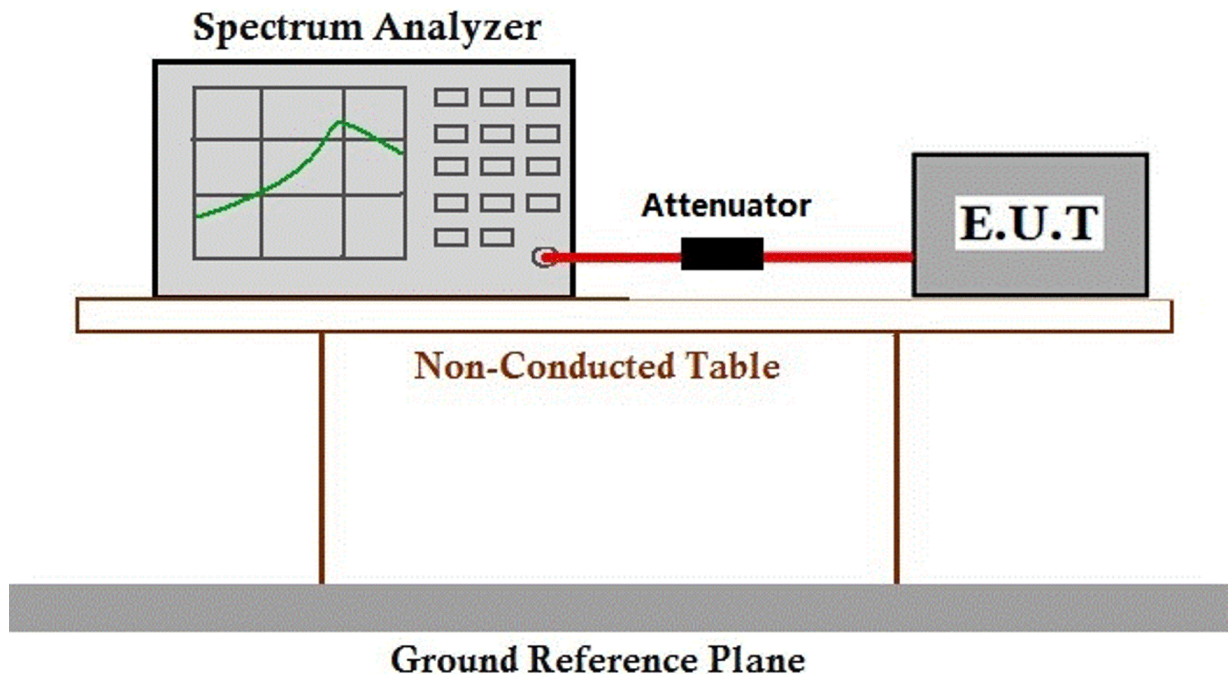 Spectrum Analyzer
Attenuator
E.U.T
Non-Conducted Table
Ground Reference Plane